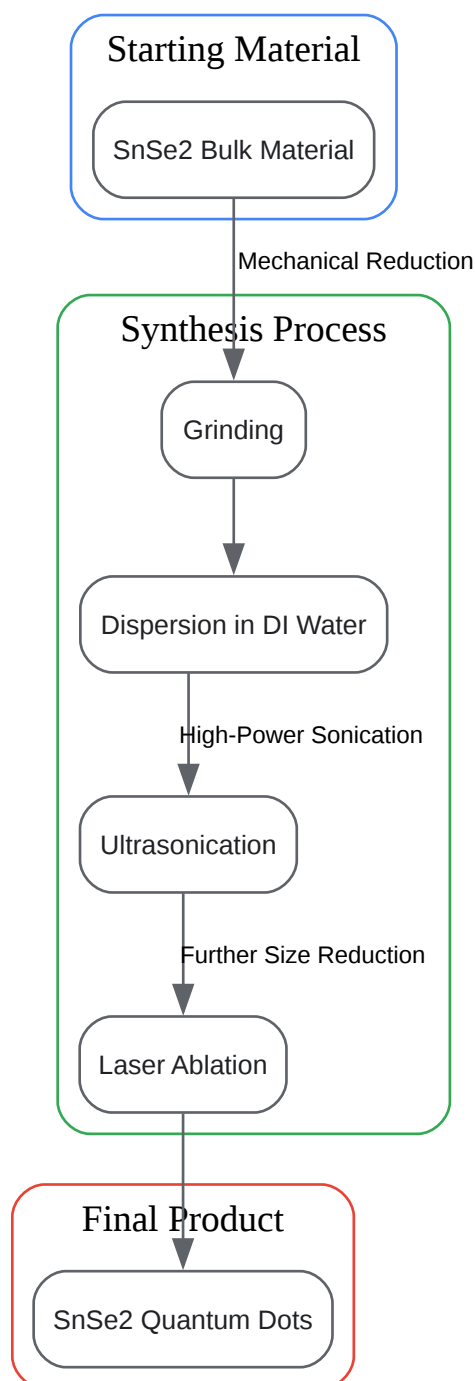 Starting Material
SnSe2 Bulk Material
Mechanical Reduction
Synthesis Process
Grinding
Dispersion in DI Water
High-Power Sonication
Ultrasonication
Further Size Reduction
Laser Ablation
Final Product
SnSe2 Quantum Dots